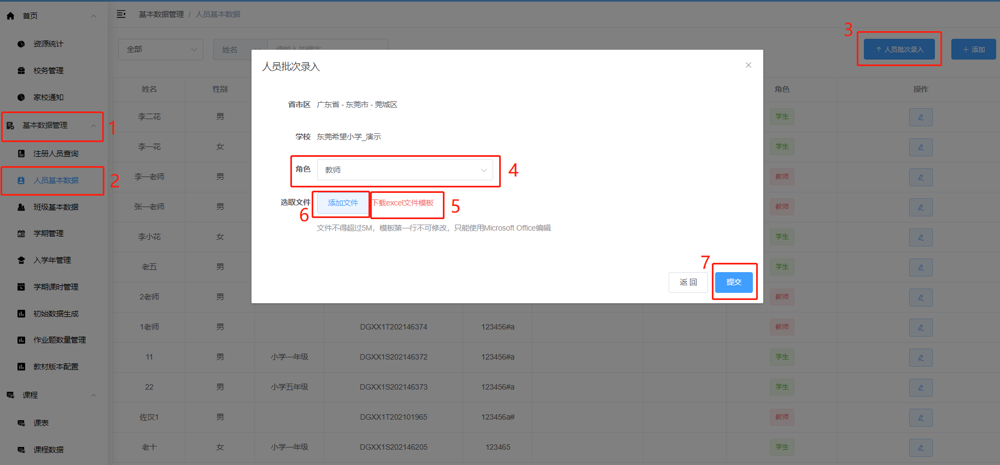 首页
资源统计
校务管理
家校通知
基本数据管理
1
注册人员查询
人员基本数据
2
班级基本数据
学期管理
入学年管理
学期课时管理
初始数据生成
作业题数量管理
教材版本配置
课程
课表
课程数据
基本数据管理 / 人员基本数据
全部 姓名 请输入关键字
3
人员批次录入 添加
人员批次录入
省市区 广东省 - 东莞市 - 莞城区
学校 东莞希望小学_演示
角色 教师 4
选取文件 添加文件 下载excel文件模板 5
6
文件不得超过5M，模板第一行不可修改，只能使用Microsoft Office编辑
7
返 回 提交
姓名 性别 角色 操作
李二花 男 学生
李一花 女 学生
李一老师 男 教师
张一老师 男 教师
李小花 女 学生
老五 男 学生
2老师 男 教师
1老师 男 DGXX1T202146374 123456#a 教师
11 男 小学一年级 DGXX1S202146372 123456#a 学生
22 男 小学五年级 DGXX1S202146373 123456#a 学生
佐汉1 男 DGXX1T202101965 123456a# 教师
老十 女 小学一年级 DGXX1S202146205 123465 学生